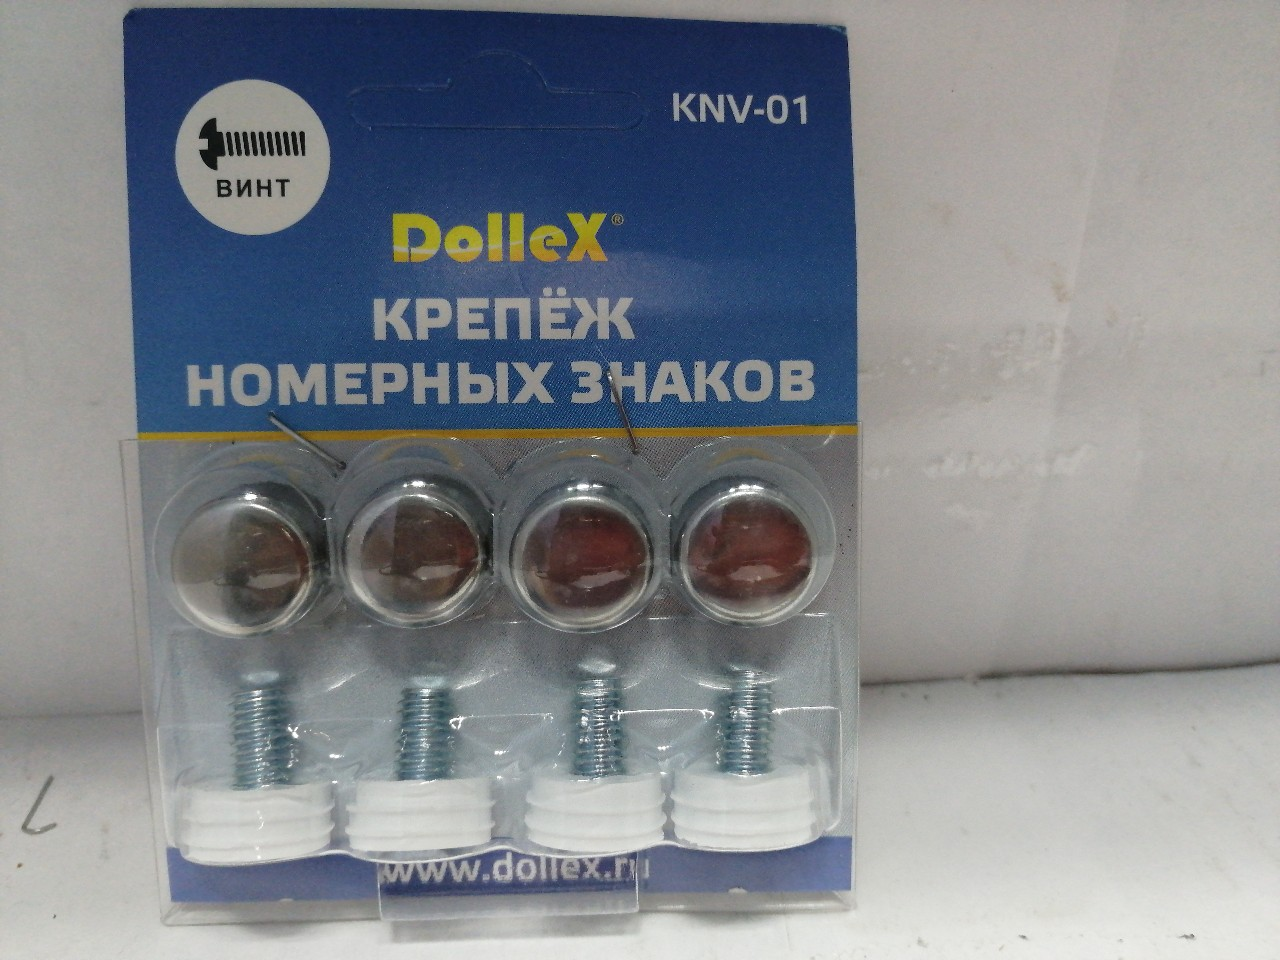 KNV-01
ВИНТ
DolleX®
КРЕПЁЖ
НОМЕРНЫХ ЗНАКОВ
www.dollex.ru